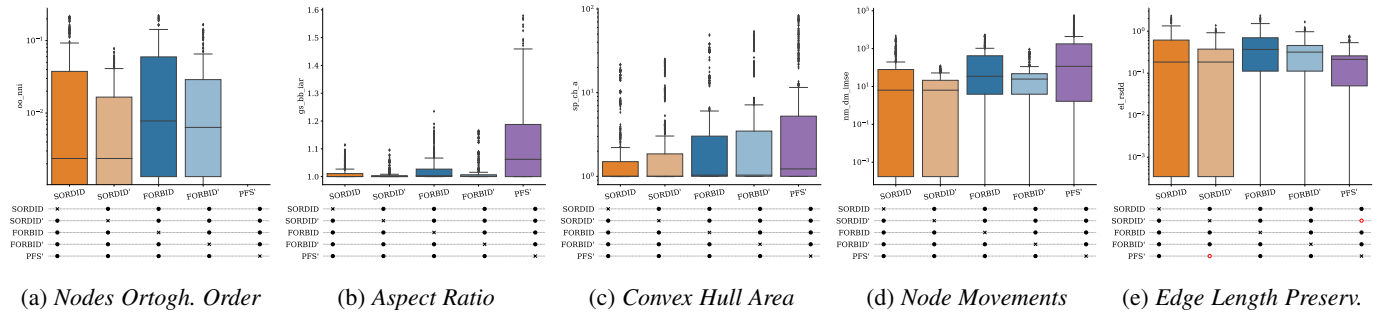 oo_nni
10⁻¹
10⁻²
SORDID SORDID' FORBID FORBID' PFS'
SORDID
SORDID'
FORBID
FORBID'
PFS'
(a) Nodes Ortogh. Order
gs_bb_iar
1.6
1.5
1.4
1.3
1.2
1.1
1.0
SORDID SORDID' FORBID FORBID' PFS'
SORDID
SORDID'
FORBID
FORBID'
PFS'
(b) Aspect Ratio
sp_ch_a
10²
10¹
10⁰
SORDID SORDID' FORBID FORBID' PFS'
SORDID
SORDID'
FORBID
FORBID'
PFS'
(c) Convex Hull Area
nm_dm_imse
10⁵
10³
10¹
10⁻¹
10⁻³
SORDID SORDID' FORBID FORBID' PFS'
SORDID
SORDID'
FORBID
FORBID'
PFS'
(d) Node Movements
el_rsdd
10⁰
10⁻¹
10⁻²
10⁻³
SORDID SORDID' FORBID FORBID' PFS'
SORDID
SORDID'
FORBID
FORBID'
PFS'
(e) Edge Length Preserv.